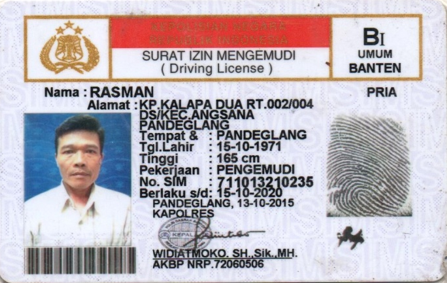 KEPOLISIAN NEGARA
REPUBLIK INDONESIA
SURAT IZIN MENGEMUDI
( Driving License )
BI
UMUM
BANTEN
Nama : RASMAN
PRIA
Alamat : KP.KALAPA DUA RT.002/004
DS/KEC.ANGSANA
PANDEGLANG
Tempat & : PANDEGLANG
Tgl.Lahir : 15-10-1971
Tinggi : 165 cm
Pekerjaan : PENGEMUDI
No. SIM : 711013210235
Berlaku s/d : 15-10-2020
PANDEGLANG, 13-10-2015
KAPOLRES
WIDIATMOKO. SH.,Sik.,MH.
AKBP NRP.72060506